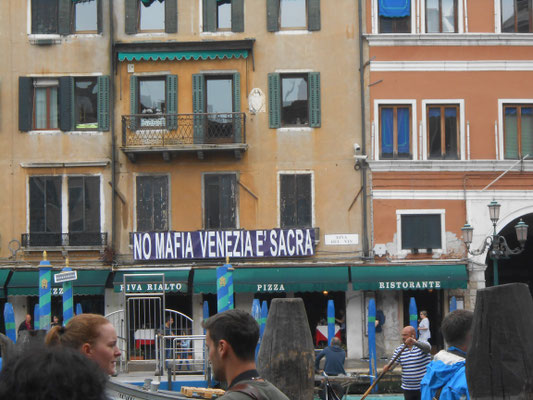 NO MAFIA VENEZIA E' SACRA
RIVA RIALTO
PIZZA
RISTORANTE